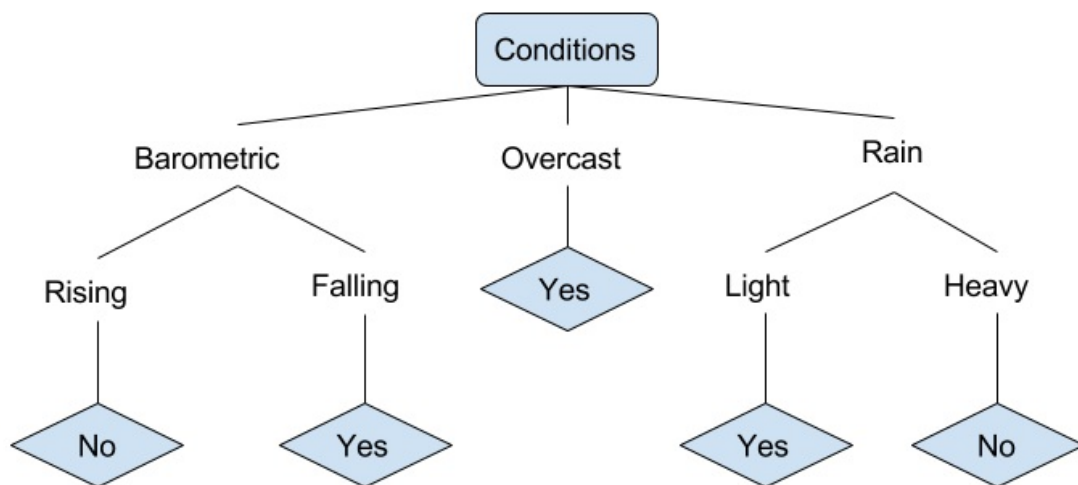 Conditions
Barometric
Overcast
Rain
Rising
Falling
Yes
Light
Heavy
No
Yes
Yes
No